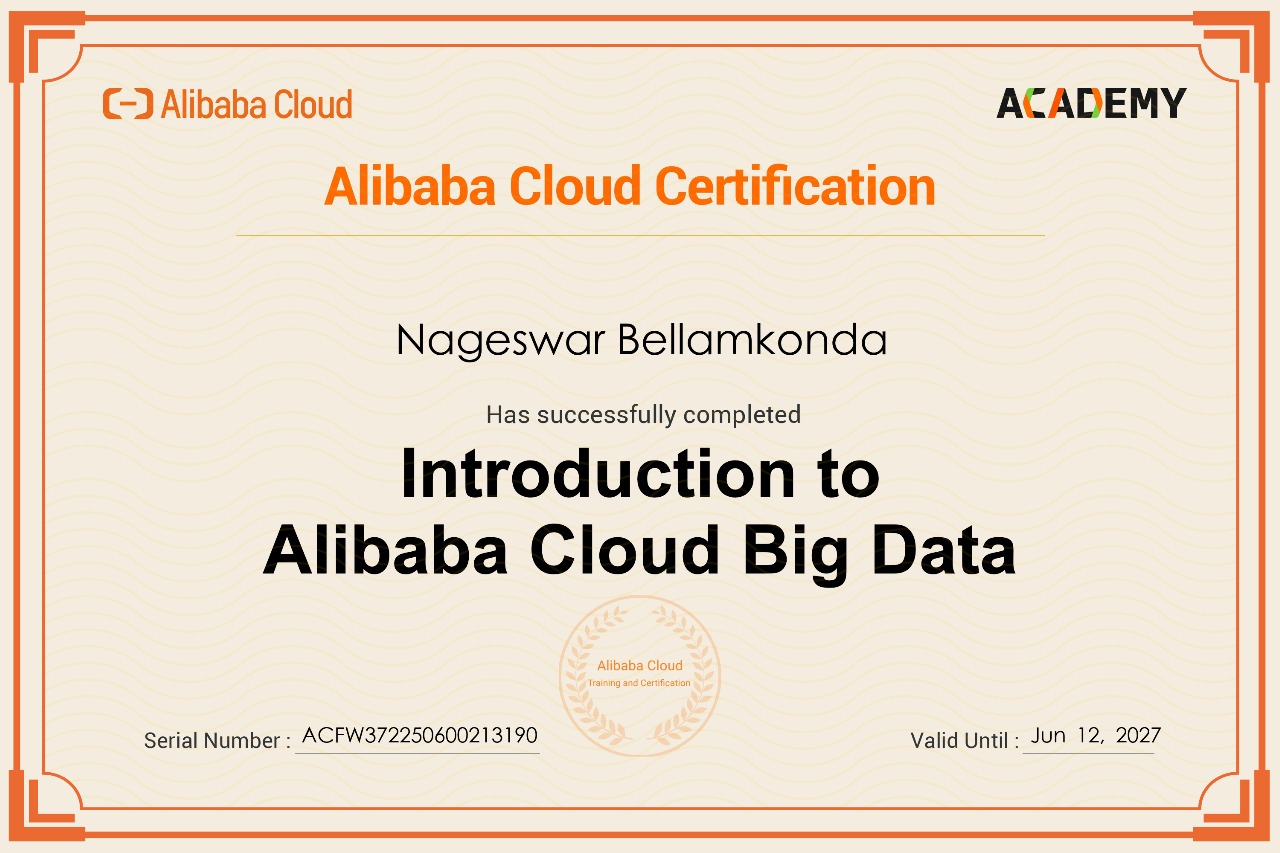 Alibaba Cloud
ACADEMY
Alibaba Cloud Certification
Nageswar Bellamkonda
Has successfully completed
Introduction to
Alibaba Cloud Big Data
Alibaba Cloud
Training and Certification
Serial Number : ACFW372250600213190
Valid Until : Jun 12, 2027